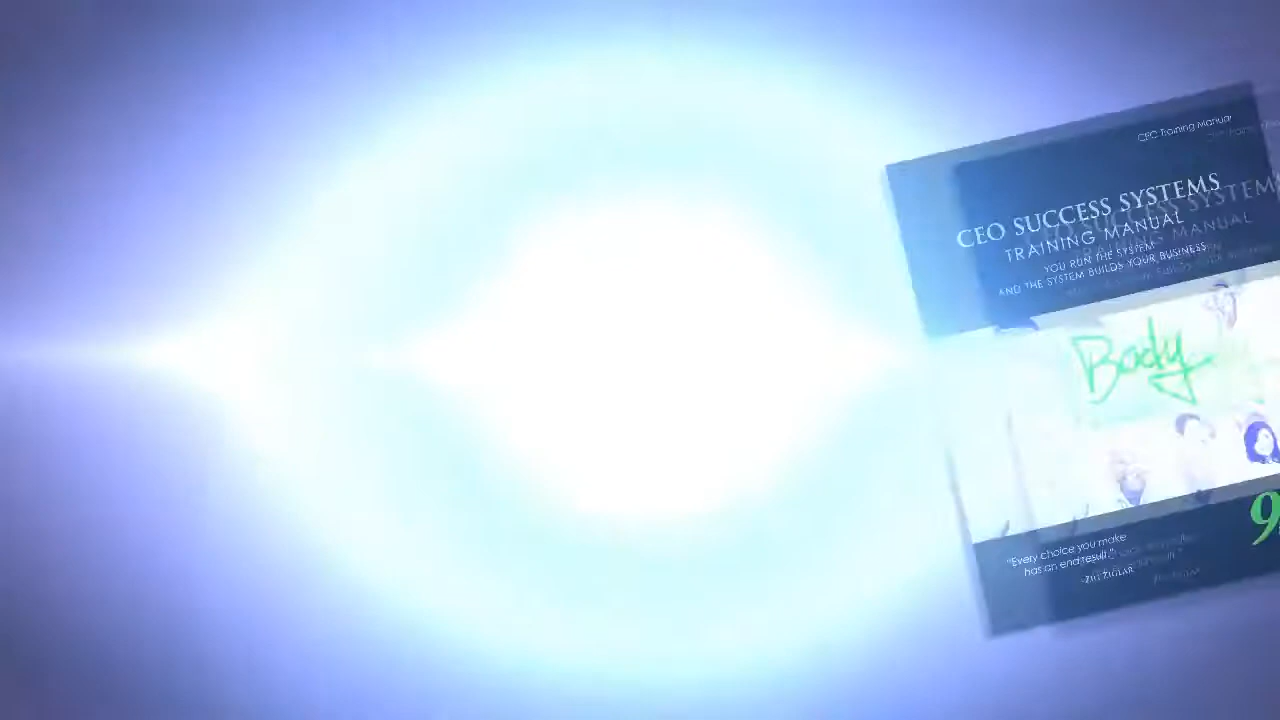 CEO Training Manual
CEO SUCCESS SYSTEMS
TRAINING MANUAL
YOU RUN THE SYSTEM
AND THE SYSTEM BUILDS YOUR BUSINESS
Body
9
"Every choice you make
has an end result."
-ZIG ZIGLAR